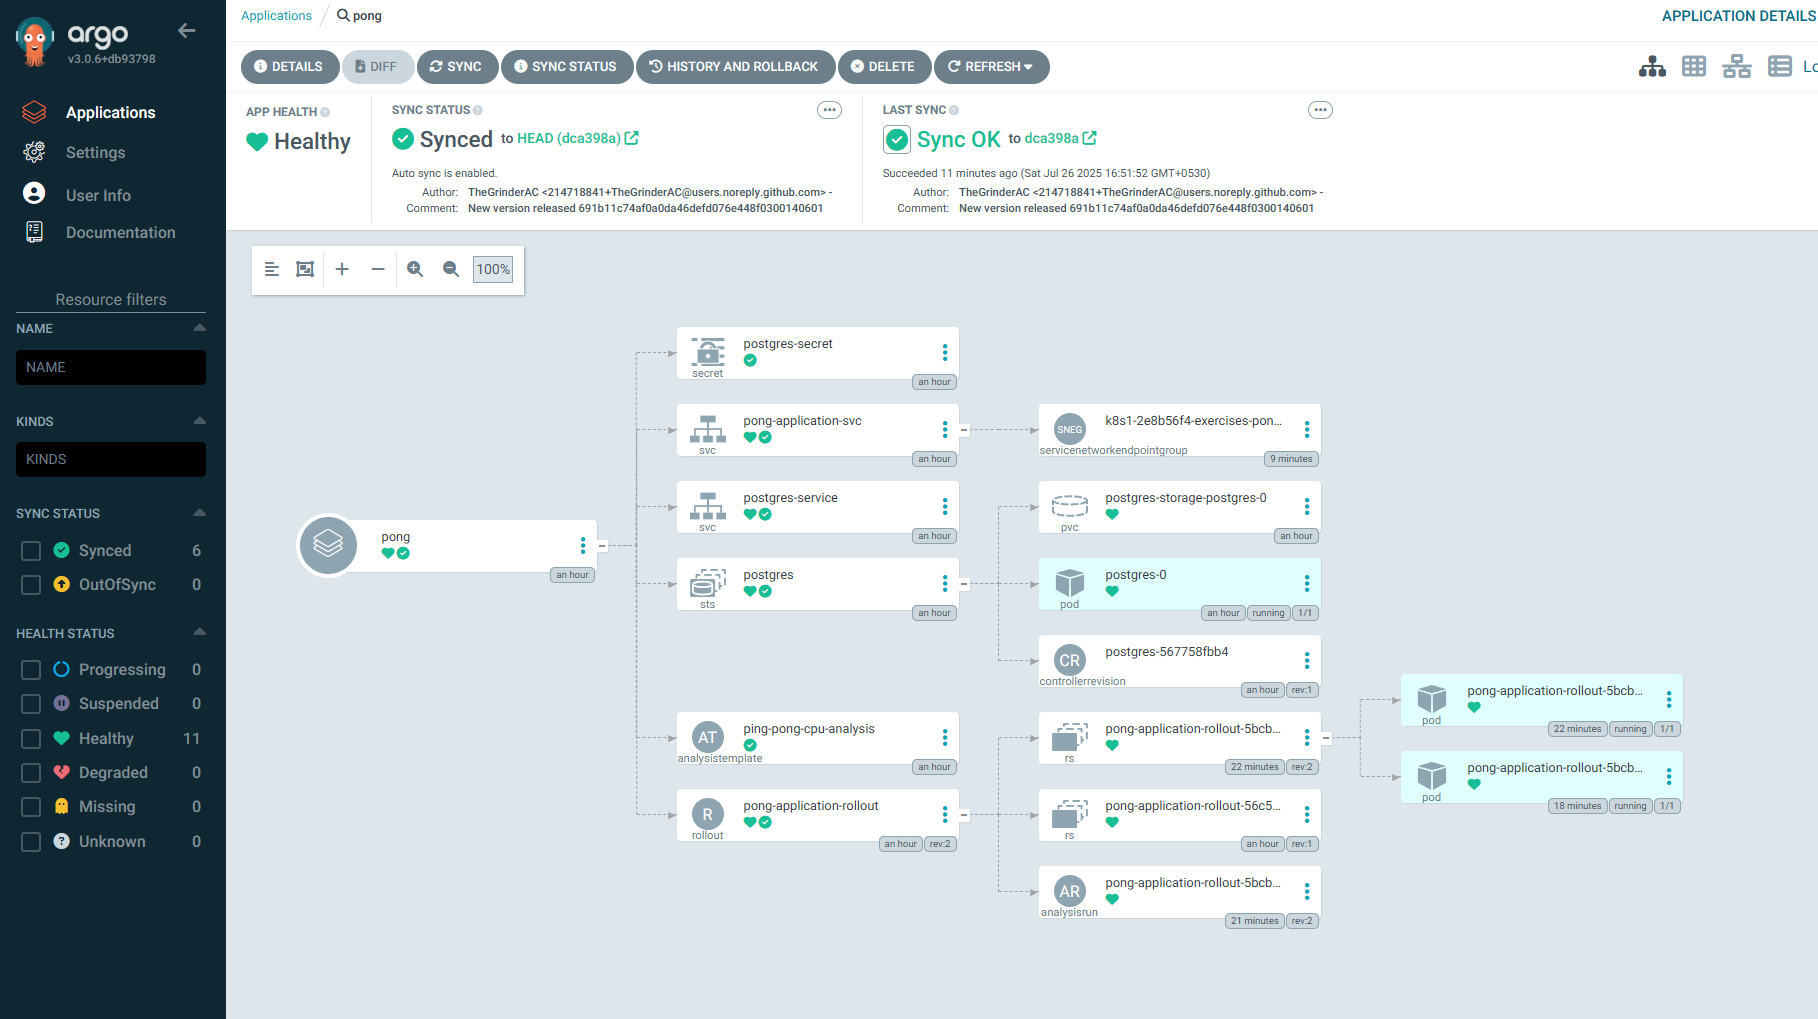 argo
v3.0.6+db93798
Applications
Settings
User Info
Documentation
Resource filters
NAME
NAME
KINDS
KINDS
SYNC STATUS
Synced 6
OutOfSync 0
HEALTH STATUS
Progressing 0
Suspended 0
Healthy 11
Degraded 0
Missing 0
Unknown 0
Applications / pong
APPLICATION DETAILS
DETAILS DIFF SYNC SYNC STATUS HISTORY AND ROLLBACK DELETE REFRESH
Lo
APP HEALTH
Healthy
SYNC STATUS
Synced to HEAD (dca398a)
Auto sync is enabled.
Author: TheGrinderAC <214718841+TheGrinderAC@users.noreply.github.com> -
Comment: New version released 691b11c74af0a0da46defd076e448f0300140601
LAST SYNC
Sync OK to dca398a
Succeeded 11 minutes ago (Sat Jul 26 2025 16:51:52 GMT+0530)
Author: TheGrinderAC <214718841+TheGrinderAC@users.noreply.github.com> -
Comment: New version released 691b11c74af0a0da46defd076e448f0300140601
100%
pong
an hour
postgres-secret
secret
an hour
pong-application-svc
svc
an hour
postgres-service
svc
an hour
postgres
sts
an hour
AT
ping-pong-cpu-analysis
analysistemplate
an hour
R
pong-application-rollout
rollout
an hour rev:2
SNEG
k8s1-2e8b56f4-exercises-pon...
servicenetworkendpointgroup
9 minutes
postgres-storage-postgres-0
pvc
an hour
postgres-0
pod
an hour running 1/1
CR
postgres-567758fbb4
controllerrevision
an hour rev:1
pong-application-rollout-5bcb...
rs
22 minutes rev:2
pong-application-rollout-56c5...
rs
an hour rev:1
AR
pong-application-rollout-5bcb...
analysisrun
21 minutes rev:2
pong-application-rollout-5bcb...
pod
22 minutes running 1/1
pong-application-rollout-5bcb...
pod
18 minutes running 1/1